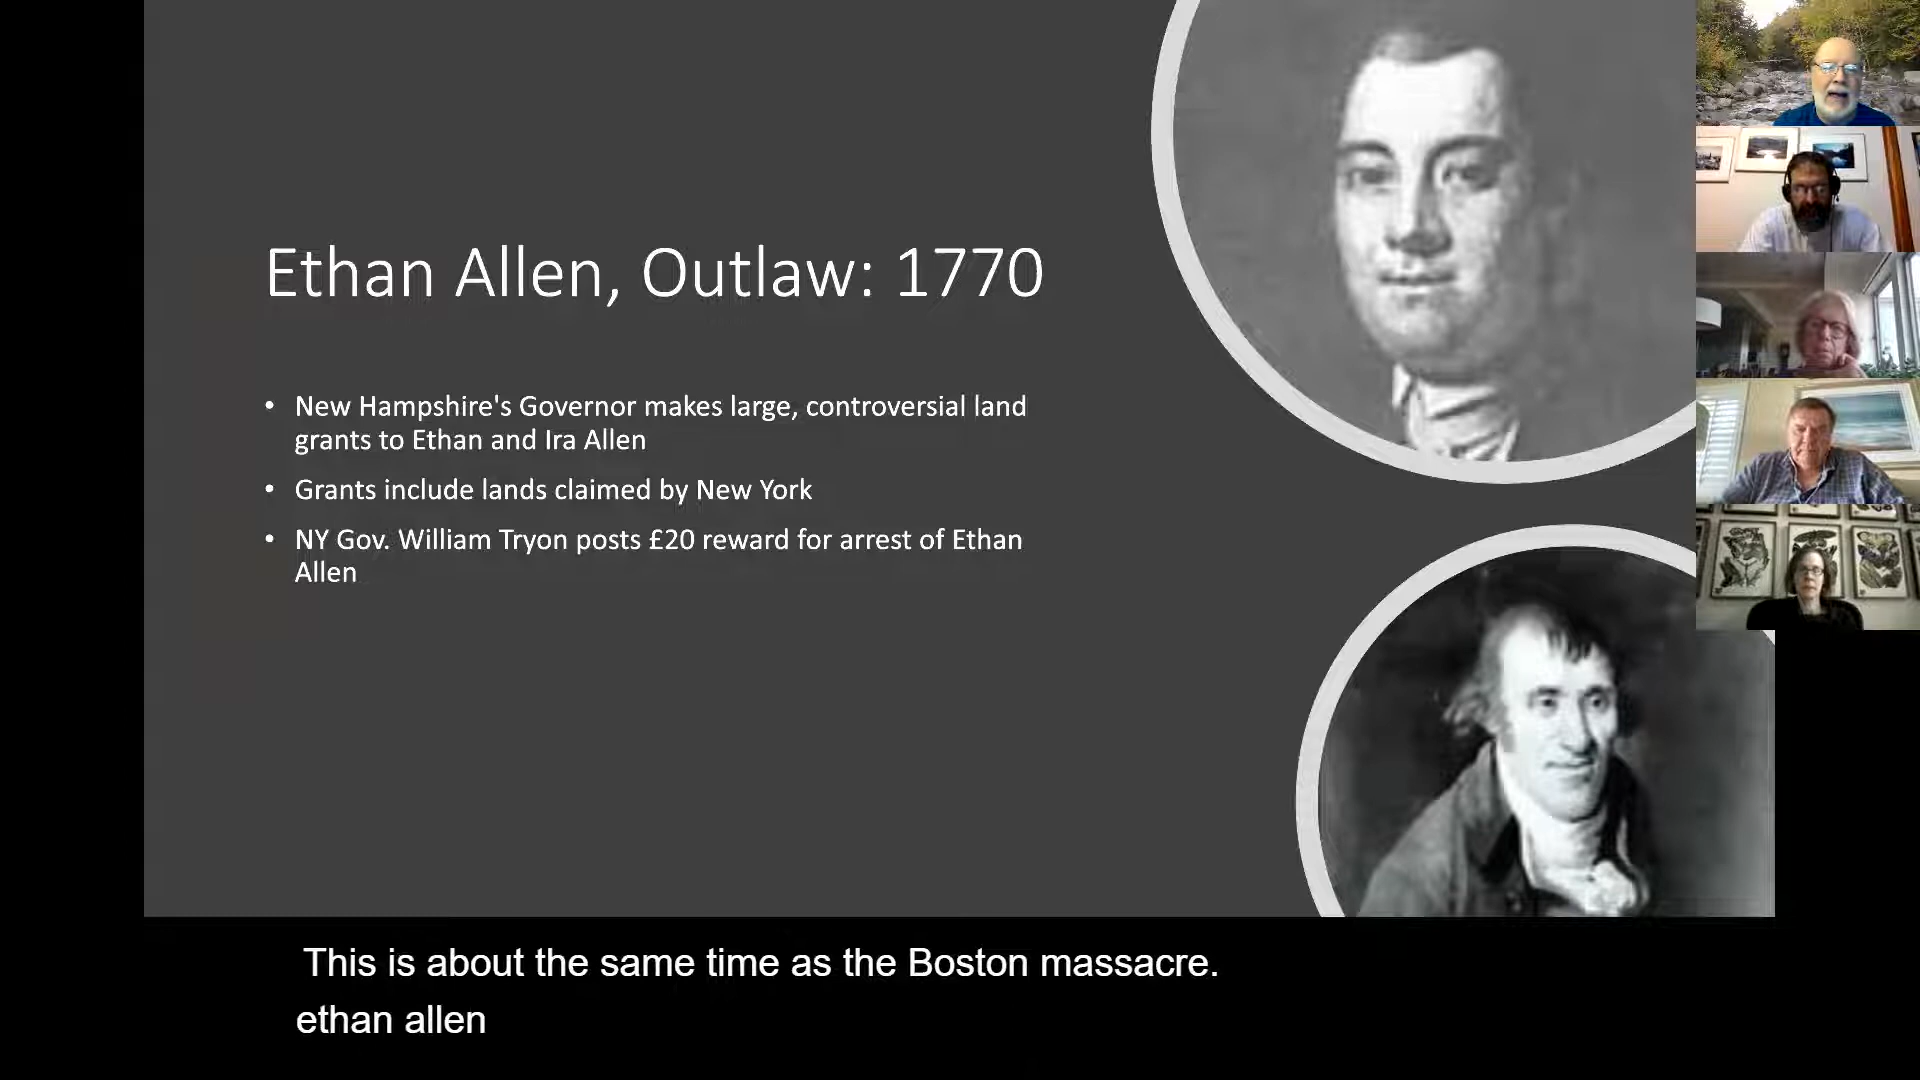 Ethan Allen, Outlaw: 1770
• New Hampshire's Governor makes large, controversial land
grants to Ethan and Ira Allen
• Grants include lands claimed by New York
• NY Gov. William Tryon posts £20 reward for arrest of Ethan
Allen
This is about the same time as the Boston massacre.
ethan allen